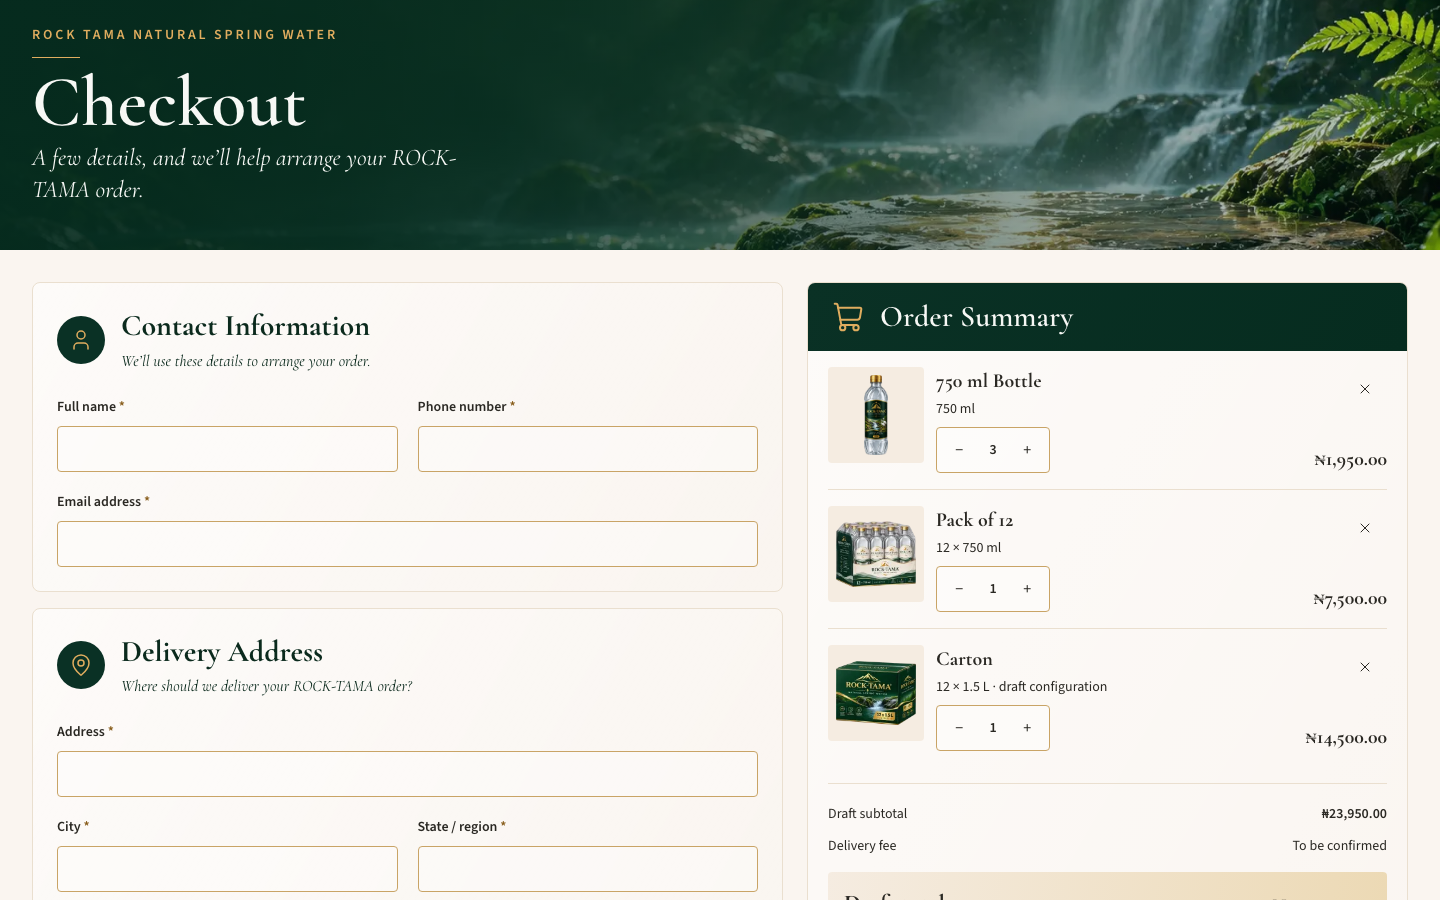 ROCK TAMA NATURAL SPRING WATER
Checkout
A few details, and we’ll help arrange your ROCK-
TAMA order.
Contact Information
We’ll use these details to arrange your order.
Full name *
Phone number *
Email address *
Delivery Address
Where should we deliver your ROCK-TAMA order?
Address *
City *
State / region *
Order Summary
750 ml Bottle
750 ml
− 3 +
₦1,950.00
Pack of 12
12 × 750 ml
− 1 +
₦7,500.00
ROCK-TAMA
Carton
12 × 1.5 L · draft configuration
− 1 +
₦14,500.00
ROCK-TAMA
Draft subtotal
₦23,950.00
Delivery fee
To be confirmed